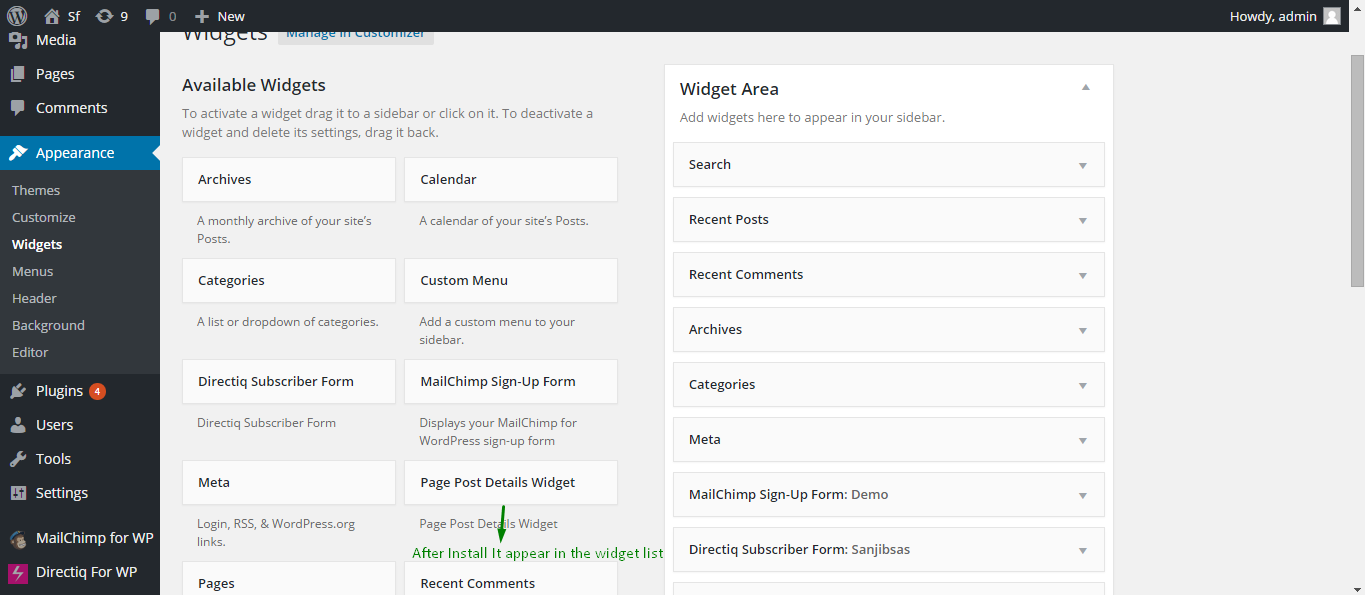 Sf 9 0 New Howdy, admin
Media
Pages
Comments
Appearance
Themes
Customize
Widgets
Menus
Header
Background
Editor
Plugins 4
Users
Tools
Settings
MailChimp for WP
Directiq For WP
Widgets Manage in Customizer
Available Widgets
To activate a widget drag it to a sidebar or click on it. To deactivate a
widget and delete its settings, drag it back.
Archives
A monthly archive of your site's
Posts.
Calendar
A calendar of your site's Posts.
Categories
A list or dropdown of categories.
Custom Menu
Add a custom menu to your
sidebar.
Directiq Subscriber Form
Directiq Subscriber Form
MailChimp Sign-Up Form
Displays your MailChimp for
WordPress sign-up form
Meta
Login, RSS, & WordPress.org
links.
Page Post Details Widget
Page Post Details Widget
After Install It appear in the widget list
Pages
Recent Comments
Widget Area
Add widgets here to appear in your sidebar.
Search
Recent Posts
Recent Comments
Archives
Categories
Meta
MailChimp Sign-Up Form: Demo
Directiq Subscriber Form: Sanjibsas